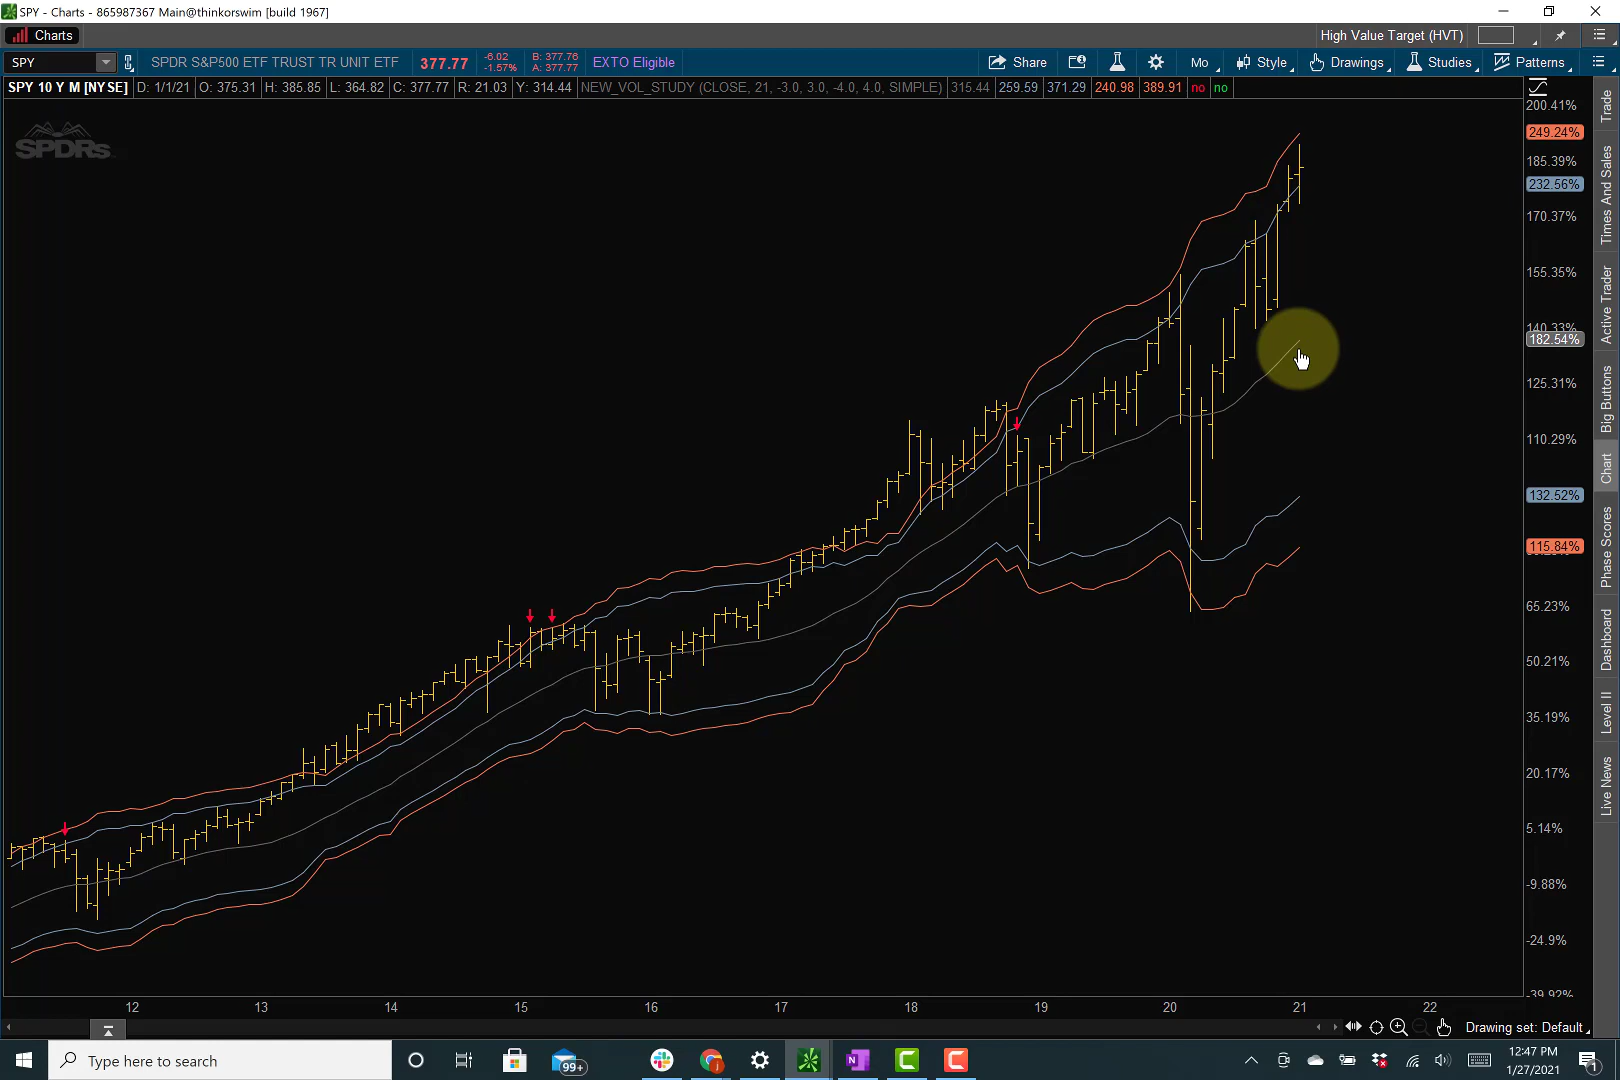 SPY - Charts - 865987367 Main@thinkorswim [build 1967]
Charts
High Value Target (HVT)
SPY
SPDR S&P500 ETF TRUST TR UNIT ETF
377.77
-6.02
-1.57%
B: 377.76
A: 377.77
EXTO Eligible
Share
Mo
Style
Drawings
Studies
Patterns
SPY 10 Y M [NYSE]
D: 1/1/21
O: 375.31
H: 385.85
L: 364.82
C: 377.77
R: 21.03
Y: 314.44
NEW_VOL_STUDY (CLOSE, 21, -3.0, 3.0, -4.0, 4.0, SIMPLE)
315.44
259.59
371.29
240.98
389.91
no
no
SPDRs
200.41%
249.24%
185.39%
232.56%
170.37%
155.35%
140.33%
182.54%
125.31%
110.29%
132.52%
115.84%
65.23%
50.21%
35.19%
20.17%
5.14%
-9.88%
-24.9%
-39.92%
Trade
Times And Sales
Active Trader
Big Buttons
Chart
Phase Scores
Dashboard
Level II
Live News
12
13
14
15
16
17
18
19
20
21
22
Drawing set: Default
Type here to search
99+
12:47 PM
1/27/2021
1